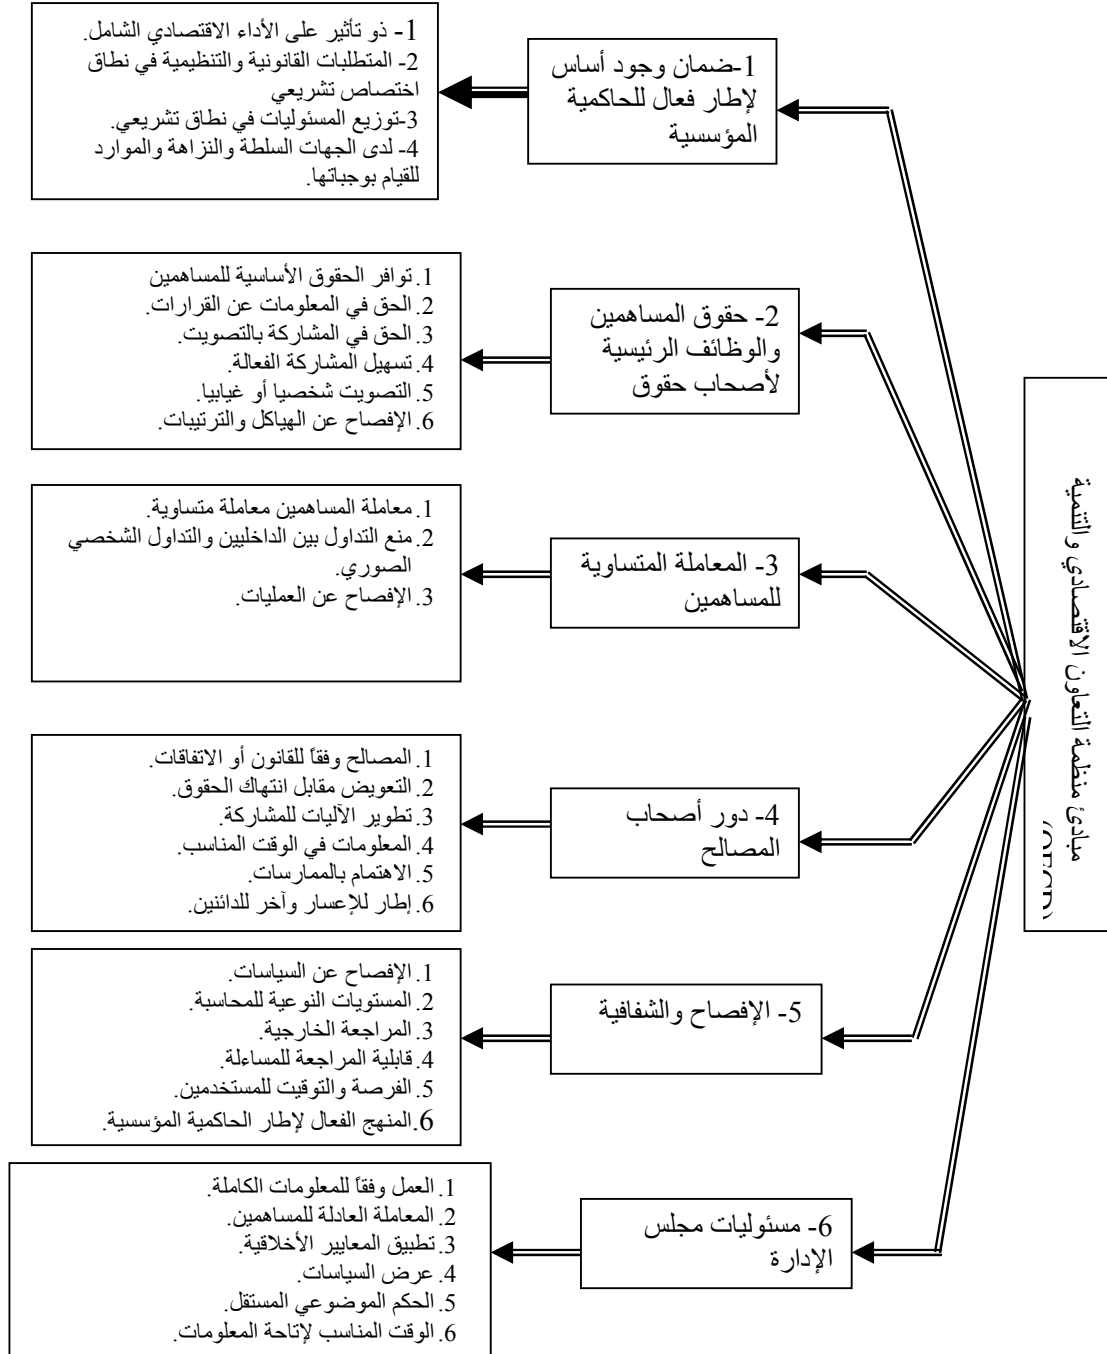 مبادئ منظمة التعاون الاقتصادي والتنمية
(OECD)
1-ضمان وجود أساس
لإطار فعال للحاكمية
المؤسسية
1- ذو تأثير على الأداء الاقتصادي الشامل.
2- المتطلبات القانونية والتنظيمية في نطاق
اختصاص تشريعي
3-توزيع المسئوليات في نطاق تشريعي.
4- لدى الجهات السلطة والنزاهة والموارد
للقيام بوجباتها.
2- حقوق المساهمين
والوظائف الرئيسية
لأصحاب حقوق
1. توافر الحقوق الأساسية للمساهمين
2. الحق في المعلومات عن القرارات.
3. الحق في المشاركة بالتصويت.
4. تسهيل المشاركة الفعالة.
5. التصويت شخصيا أو غيابيا.
6. الإفصاح عن الهياكل والترتيبات.
3- المعاملة المتساوية
للمساهمين
1. معاملة المساهمين معاملة متساوية.
2. منع التداول بين الداخليين والتداول الشخصي
الصوري.
3. الإفصاح عن العمليات.
4- دور أصحاب
المصالح
1. المصالح وفقاً للقانون أو الاتفاقات.
2. التعويض مقابل انتهاك الحقوق.
3. تطوير الآليات للمشاركة.
4. المعلومات في الوقت المناسب.
5. الاهتمام بالممارسات.
6. إطار للإعسار وآخر للدائنين.
5- الإفصاح والشفافية
1. الإفصاح عن السياسات.
2. المستويات النوعية للمحاسبة.
3. المراجعة الخارجية.
4. قابلية المراجعة للمساءلة.
5. الفرصة والتوقيت للمستخدمين.
6.المنهج الفعال لإطار الحاكمية المؤسسية.
6- مسئوليات مجلس
الإدارة
1. العمل وفقاً للمعلومات الكاملة.
2. المعاملة العادلة للمساهمين.
3. تطبيق المعايير الأخلاقية.
4. عرض السياسات.
5. الحكم الموضوعي المستقل.
6. الوقت المناسب لإتاحة المعلومات.